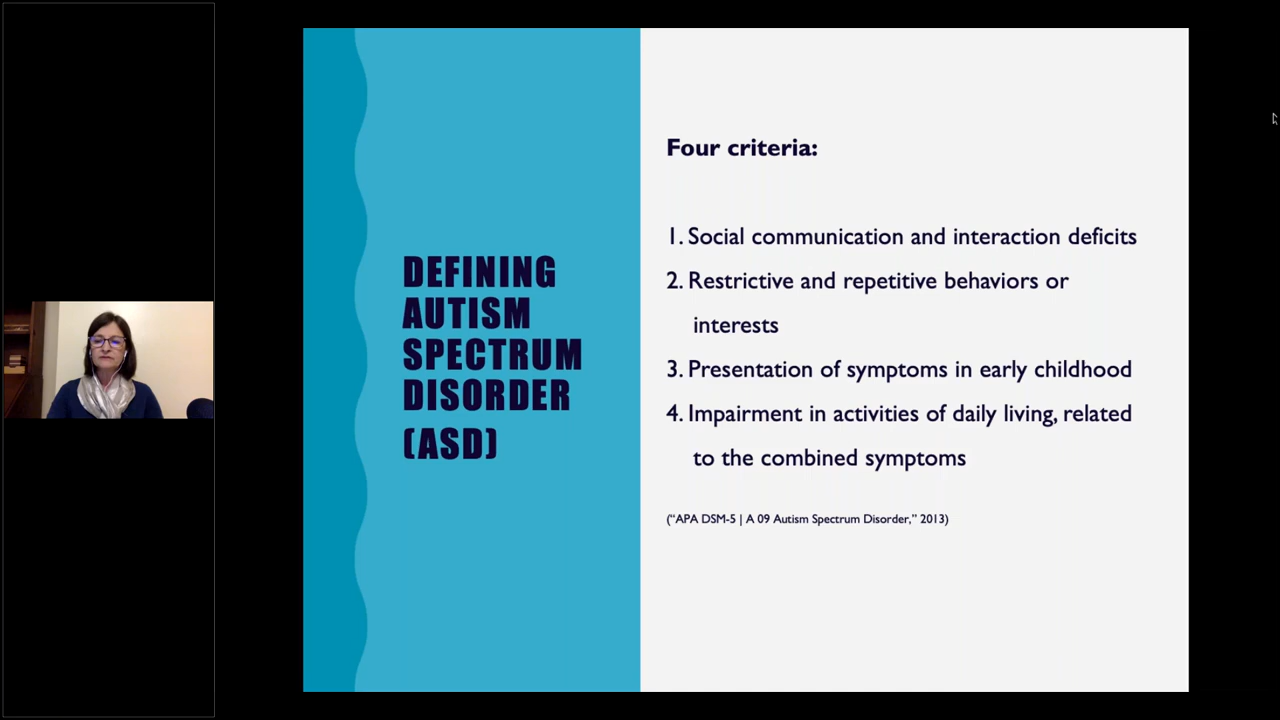 DEFINING
AUTISM
SPECTRUM
DISORDER
(ASD)
Four criteria:
1. Social communication and interaction deficits
2. Restrictive and repetitive behaviors or
interests
3. Presentation of symptoms in early childhood
4. Impairment in activities of daily living, related
to the combined symptoms
(“APA DSM-5 | A 09 Autism Spectrum Disorder,” 2013)